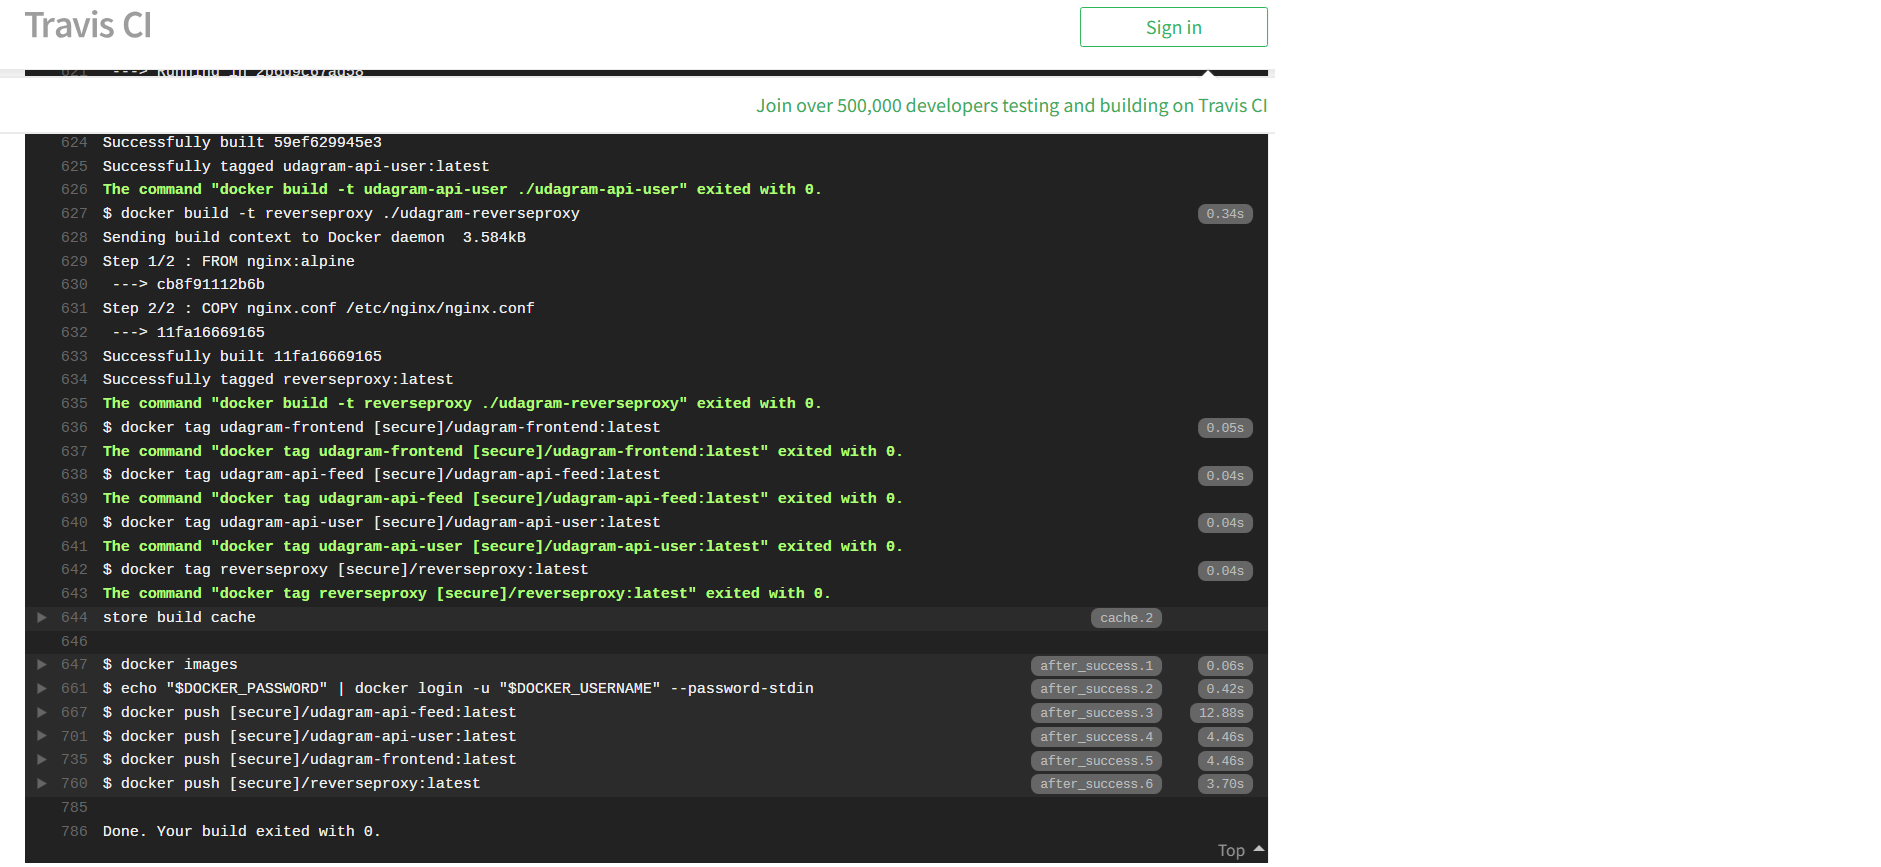 Travis CI
Sign in
621 ---> Running in 2b6d9c67ad58
Join over 500,000 developers testing and building on Travis CI
624 Successfully built 59ef629945e3
625 Successfully tagged udagram-api-user:latest
626 The command "docker build -t udagram-api-user ./udagram-api-user" exited with 0.
627 $ docker build -t reverseproxy ./udagram-reverseproxy 0.34s
628 Sending build context to Docker daemon  3.584kB
629 Step 1/2 : FROM nginx:alpine
630 ---> cb8f91112b6b
631 Step 2/2 : COPY nginx.conf /etc/nginx/nginx.conf
632 ---> 11fa16669165
633 Successfully built 11fa16669165
634 Successfully tagged reverseproxy:latest
635 The command "docker build -t reverseproxy ./udagram-reverseproxy" exited with 0.
636 $ docker tag udagram-frontend [secure]/udagram-frontend:latest 0.05s
637 The command "docker tag udagram-frontend [secure]/udagram-frontend:latest" exited with 0.
638 $ docker tag udagram-api-feed [secure]/udagram-api-feed:latest 0.04s
639 The command "docker tag udagram-api-feed [secure]/udagram-api-feed:latest" exited with 0.
640 $ docker tag udagram-api-user [secure]/udagram-api-user:latest 0.04s
641 The command "docker tag udagram-api-user [secure]/udagram-api-user:latest" exited with 0.
642 $ docker tag reverseproxy [secure]/reverseproxy:latest 0.04s
643 The command "docker tag reverseproxy [secure]/reverseproxy:latest" exited with 0.
644 store build cache cache.2
646
647 $ docker images after_success.1 0.06s
661 $ echo "$DOCKER_PASSWORD" | docker login -u "$DOCKER_USERNAME" --password-stdin after_success.2 0.42s
667 $ docker push [secure]/udagram-api-feed:latest after_success.3 12.88s
701 $ docker push [secure]/udagram-api-user:latest after_success.4 4.46s
735 $ docker push [secure]/udagram-frontend:latest after_success.5 4.46s
760 $ docker push [secure]/reverseproxy:latest after_success.6 3.70s
785
786 Done. Your build exited with 0.
Top